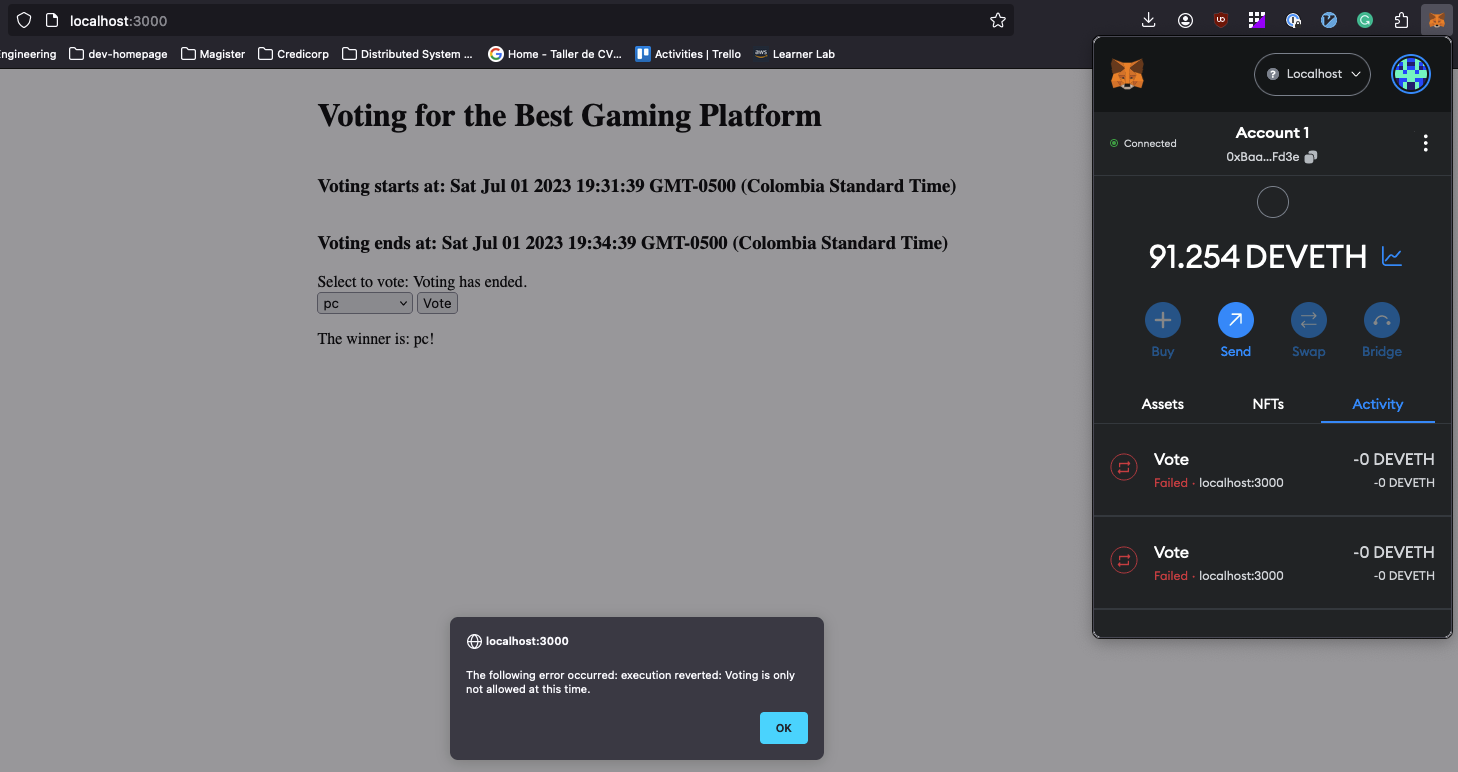 localhost:3000
ngineering dev-homepage Magister Credicorp Distributed System ... Home - Taller de CV... Activities | Trello aws Learner Lab
Voting for the Best Gaming Platform
Voting starts at: Sat Jul 01 2023 19:31:39 GMT-0500 (Colombia Standard Time)
Voting ends at: Sat Jul 01 2023 19:34:39 GMT-0500 (Colombia Standard Time)
Select to vote: Voting has ended.
pc Vote
The winner is: pc!
localhost:3000
The following error occurred: execution reverted: Voting is only
not allowed at this time.
OK
? Localhost
Connected
Account 1
0xBaa...Fd3e
91.254 DEVETH
Buy Send Swap Bridge
Assets NFTs Activity
Vote -0 DEVETH
Failed · localhost:3000 -0 DEVETH
Vote -0 DEVETH
Failed · localhost:3000 -0 DEVETH